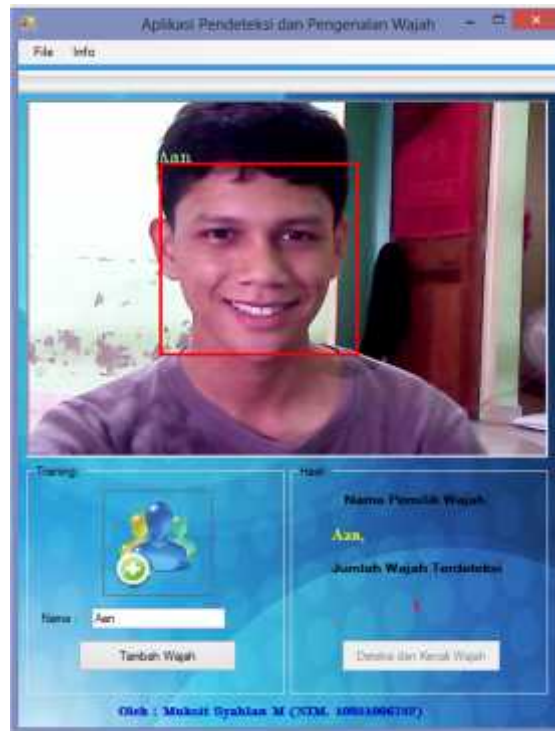 Aplikasi Pendeteksi dan Pengenalan Wajah
File Info
Aan
Training
Hasil
Nama Pemilik Wajah
Aan,
Jumlah Wajah Terdeteksi
1
Nama : Aan
Tambah Wajah
Deteksi dan Kenali Wajah
Oleh : Muksit Syahlan M (NIM.